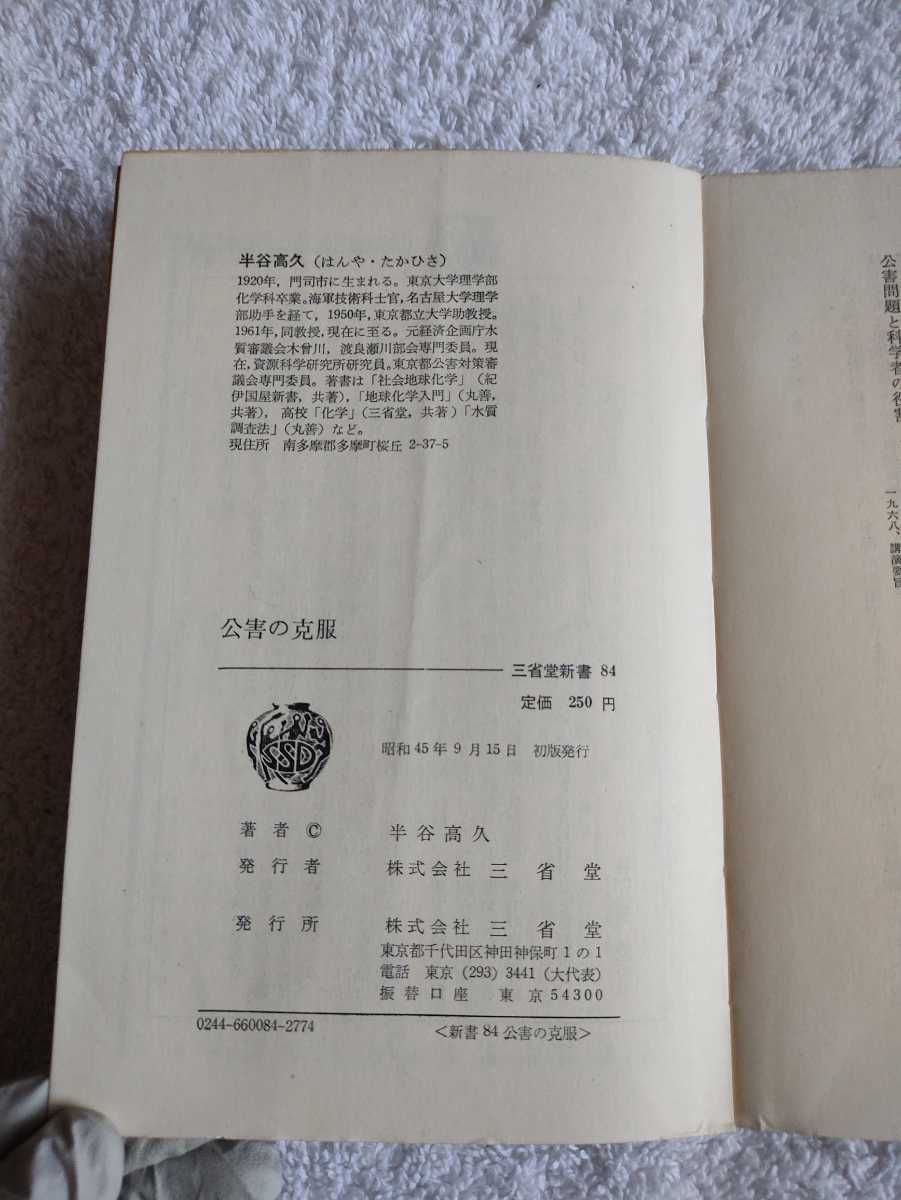 半谷高久（はんや・たかひさ）
1920年，門司市に生まれる。東京大学理学部
化学科卒業。海軍技術科士官，名古屋大学理学
部助手を経て，1950年，東京都立大学助教授。
1961年，同教授，現在に至る。元経済企画庁水
質審議会木曾川，渡良瀬川部会専門委員。現
在，資源科学研究所研究員。東京都公害対策審
議会専門委員。著書は「社会地球化学」（紀
伊国屋新書，共著），「地球化学入門」（丸善，
共著），高校「化学」（三省堂，共著）「水質
調査法」（丸善）など。
現住所　南多摩郡多摩町桜丘 2-37-5
公害の克服
三省堂新書 84
定価 250 円
SSD
昭和45年9月15日　初版発行
著者 © 半谷高久
発行者　株式会社 三省堂
発行所　株式会社 三省堂
東京都千代田区神田神保町1の1
電話　東京（293）3441（大代表）
振替口座　東京54300
0244-660084-2774
＜新書84公害の克服＞
公害問題と科学者の役割
一九六八、講演要旨